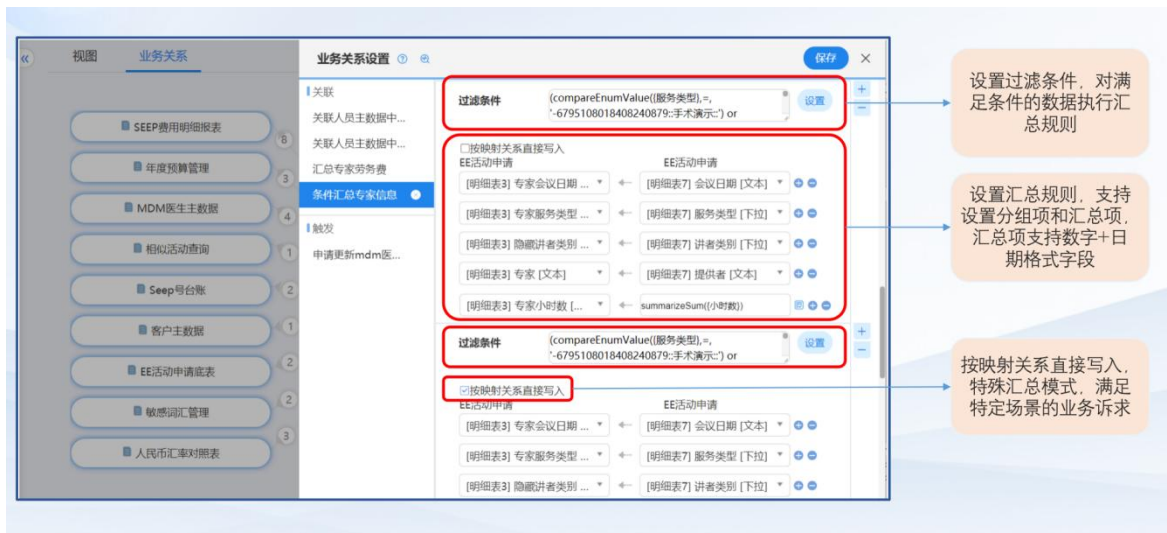 视图
业务关系
SEEP费用明细报表
8
年度预算管理
3
MDM医生主数据
4
相似活动查询
1
Seep号台账
2
客户主数据
1
EE活动申请底表
2
敏感词汇管理
2
人民币汇率对照表
3
业务关系设置
保存
关联
关联人员主数据中...
关联人员主数据中...
汇总专家劳务费
条件汇总专家信息
触发
申请更新mdm医...
过滤条件
(compareEnumValue({服务类型},=,
'-6795108018408240879::手术演示::') or
设置
按映射关系直接写入
EE活动申请 EE活动申请
[明细表3] 专家会议日期 ... [明细表7] 会议日期 [文本]
[明细表3] 专家服务类型 ... [明细表7] 服务类型 [下拉]
[明细表3] 隐藏讲者类别 ... [明细表7] 讲者类别 [下拉]
[明细表3] 专家 [文本] [明细表7] 提供者 [文本]
[明细表3] 专家小时数 [... summarizeSum({小时数})
过滤条件
(compareEnumValue({服务类型},=,
'-6795108018408240879::手术演示::') or
设置
按映射关系直接写入
EE活动申请 EE活动申请
[明细表3] 专家会议日期 ... [明细表7] 会议日期 [文本]
[明细表3] 专家服务类型 ... [明细表7] 服务类型 [下拉]
[明细表3] 隐藏讲者类别 ... [明细表7] 讲者类别 [下拉]
设置过滤条件，对满
足条件的数据执行汇
总规则
设置汇总规则，支持
设置分组项和汇总项，
汇总项支持数字+日
期格式字段
按映射关系直接写入，
特殊汇总模式，满足
特定场景的业务诉求